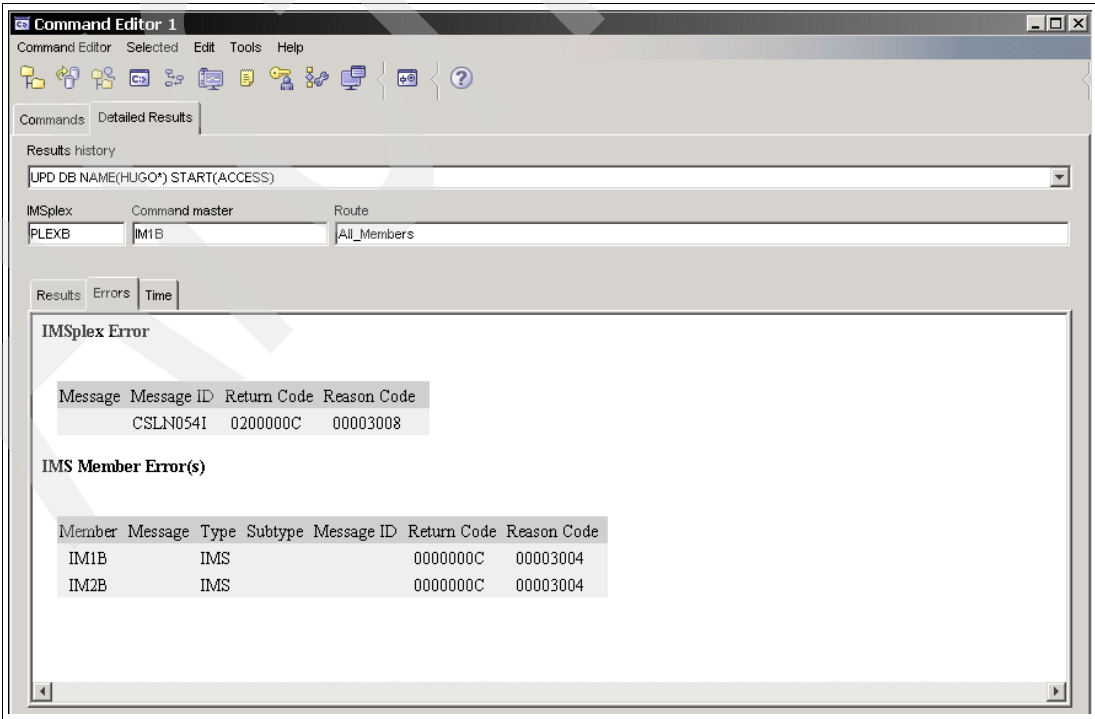 Command Editor 1
Command Editor Selected Edit Tools Help
Commands Detailed Results
Results history
UPD DB NAME(HUGO*) START(ACCESS)
IMSplex Command master Route
PLEXB IM1B All_Members
Results Errors Time
IMSplex Error
Message Message ID Return Code Reason Code
CSLN054I 0200000C 00003008
IMS Member Error(s)
Member Message Type Subtype Message ID Return Code Reason Code
IM1B IMS 0000000C 00003004
IM2B IMS 0000000C 00003004